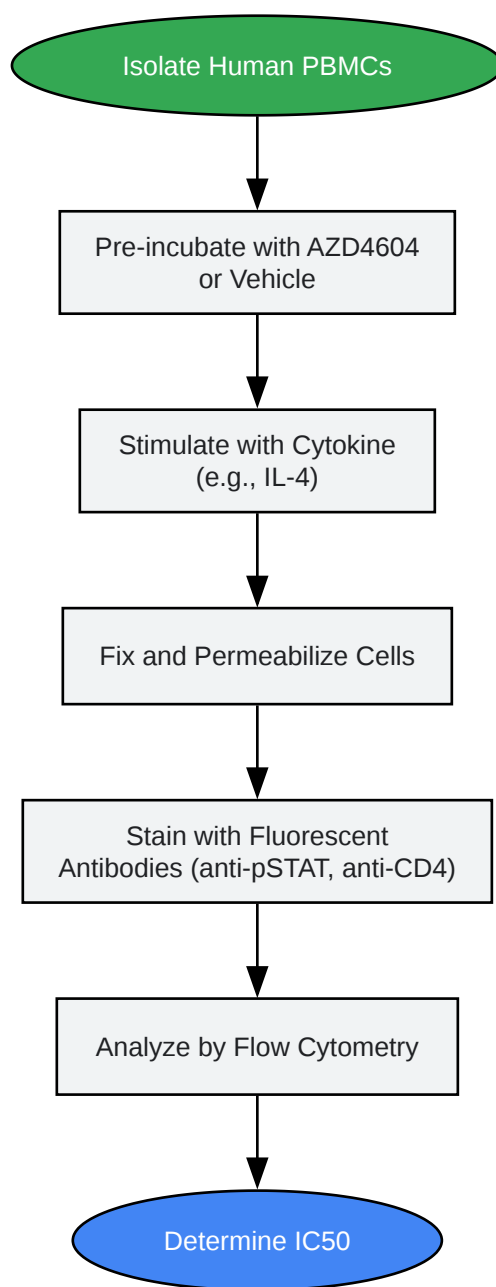 Isolate Human PBMCs
Pre-incubate with AZD4604
or Vehicle
Stimulate with Cytokine
(e.g., IL-4)
Fix and Permeabilize Cells
Stain with Fluorescent
Antibodies (anti-pSTAT, anti-CD4)
Analyze by Flow Cytometry
Determine IC50